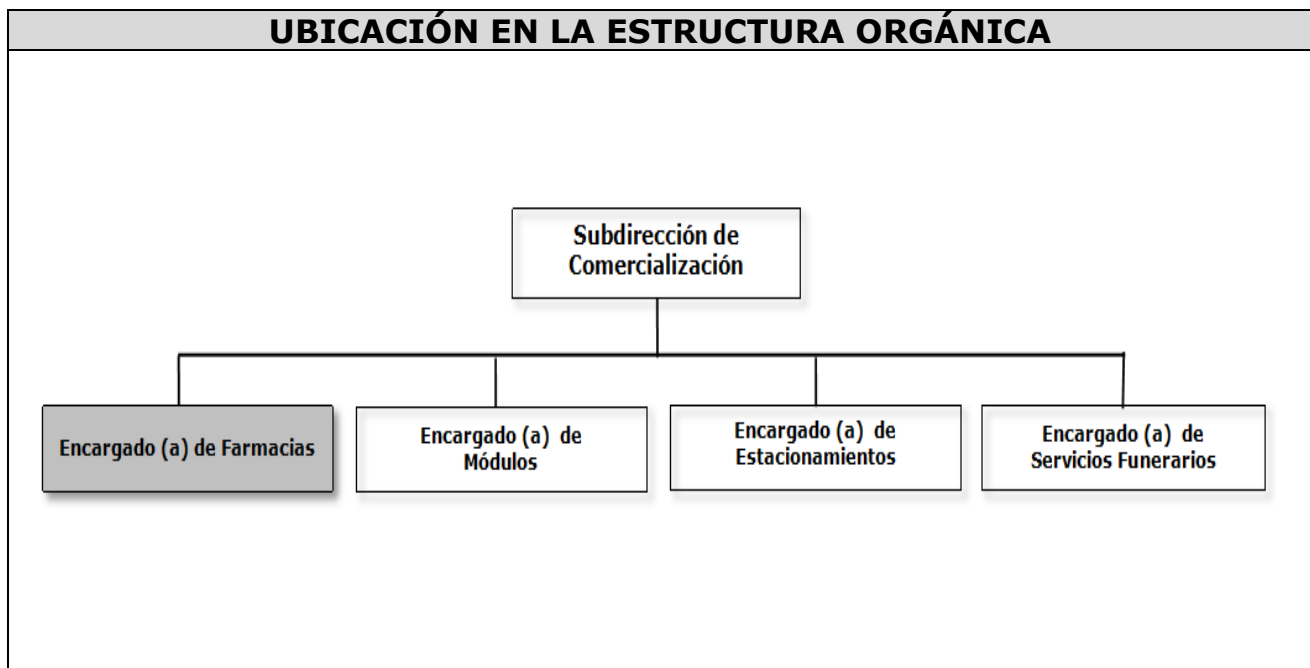 UBICACIÓN EN LA ESTRUCTURA ORGÁNICA
Subdirección de
Comercialización
Encargado (a) de Farmacias
Encargado (a) de
Módulos
Encargado (a) de
Estacionamientos
Encargado (a) de
Servicios Funerarios